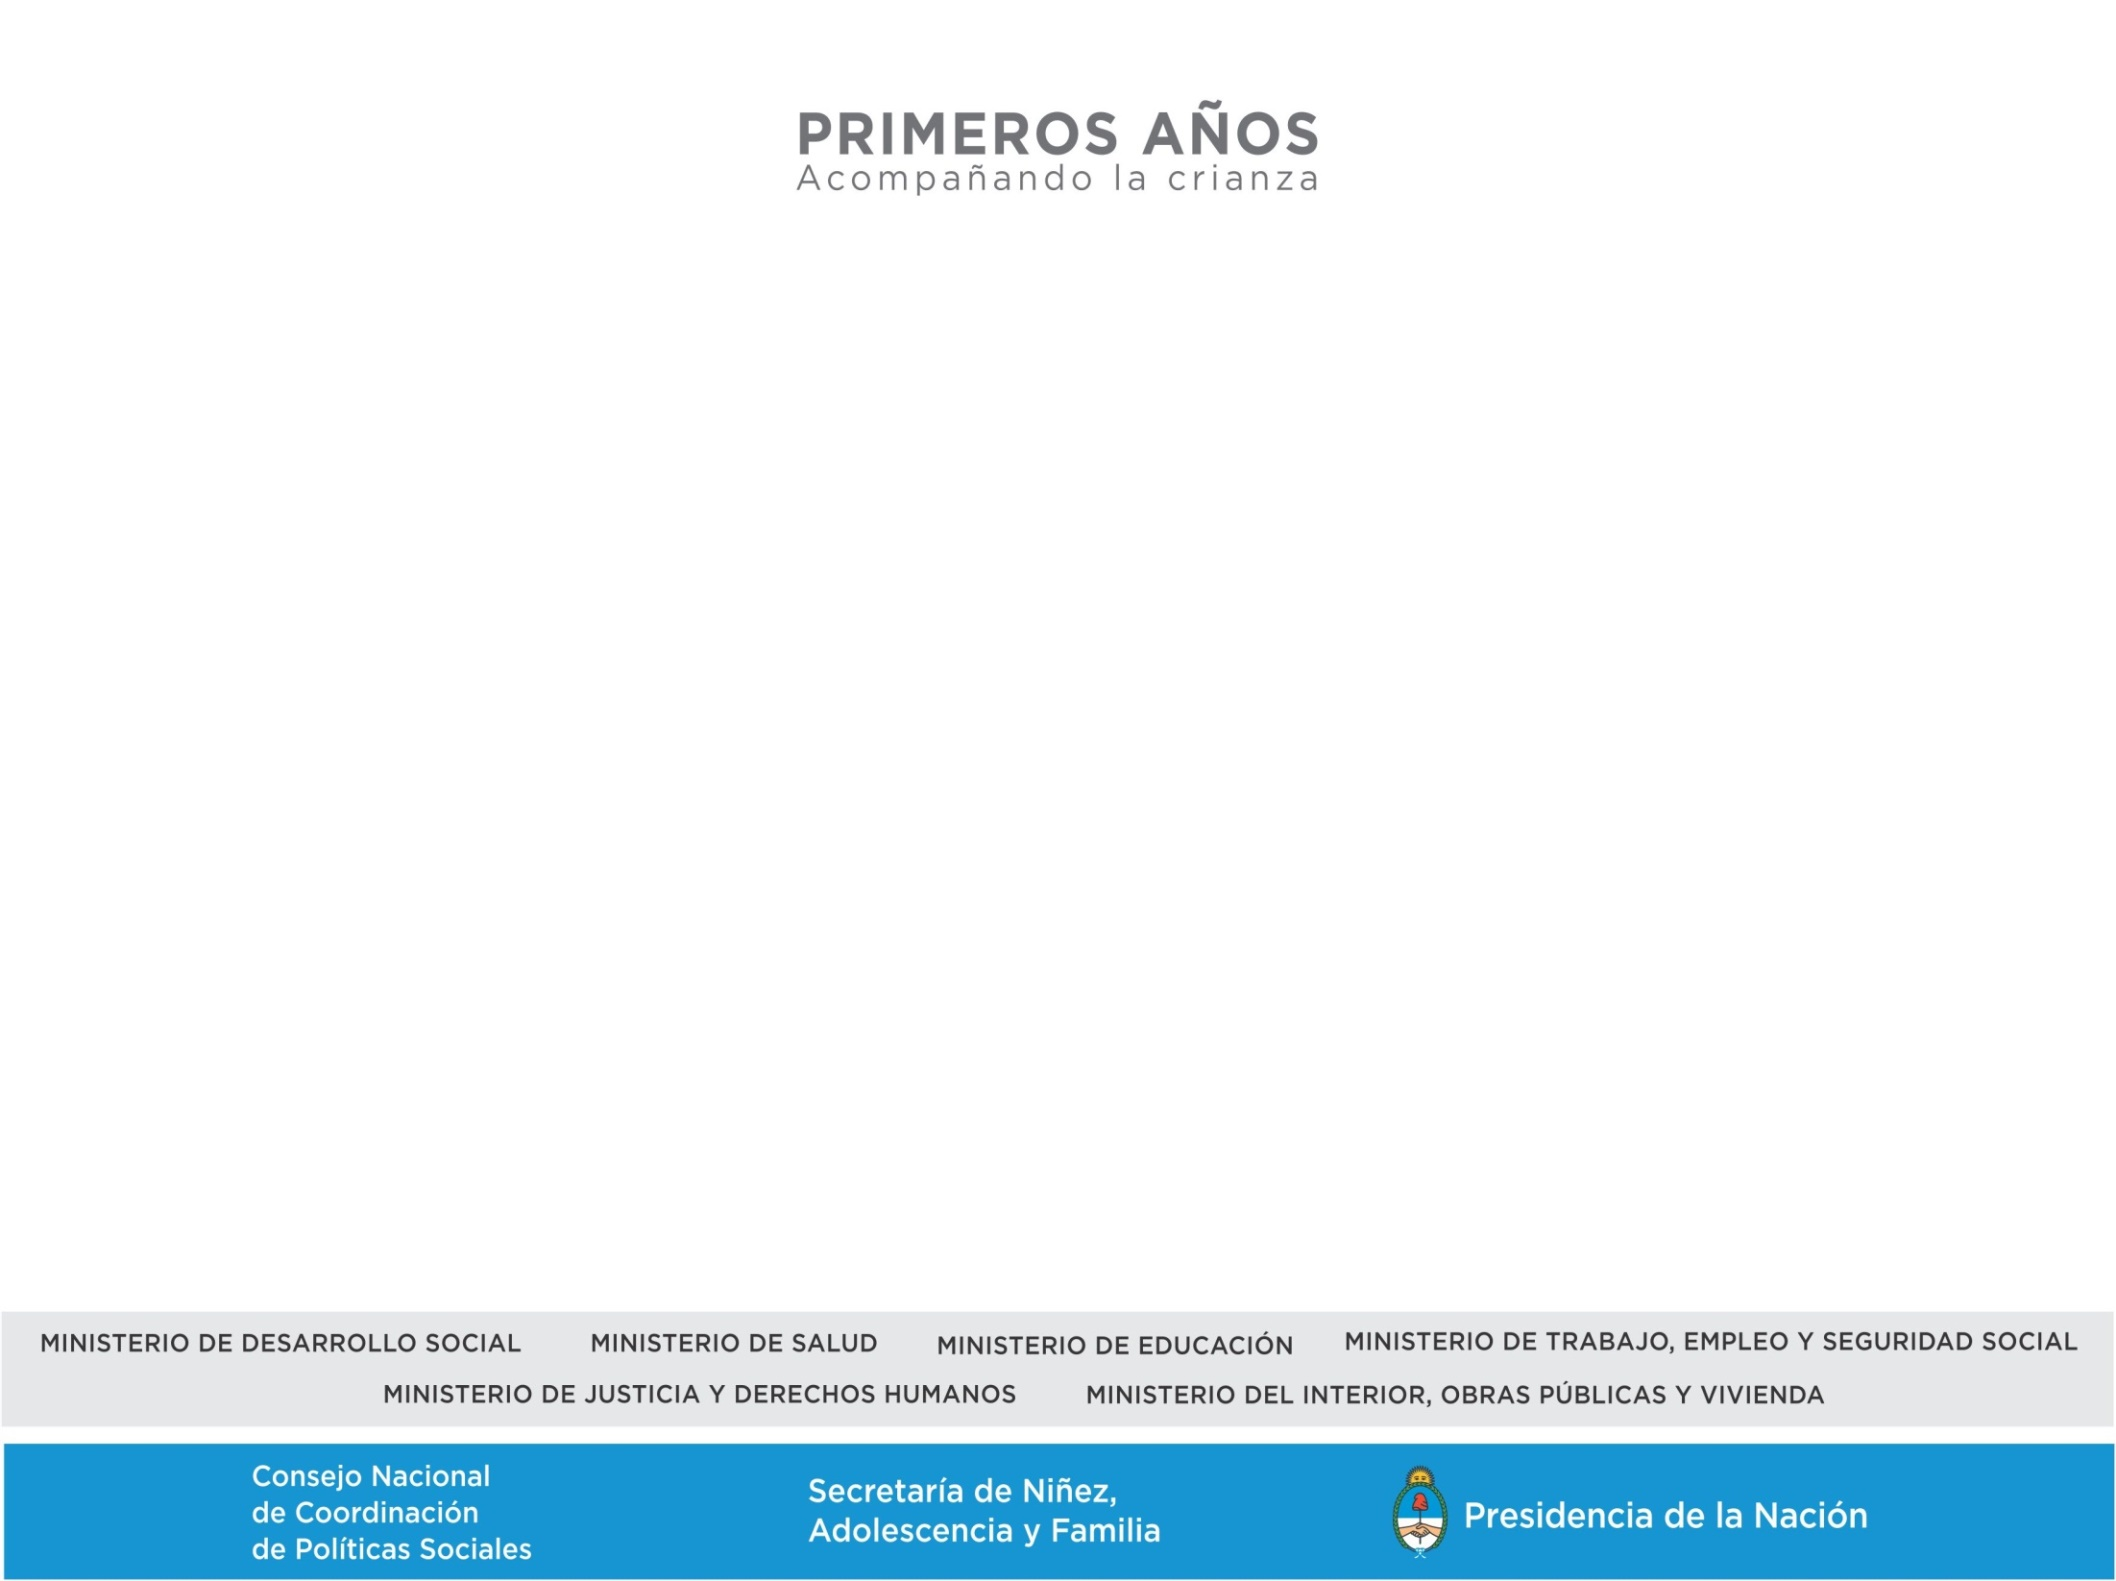 PRIMEROS AÑOS
Acompañando la crianza
MINISTERIO DE DESARROLLO SOCIAL MINISTERIO DE SALUD MINISTERIO DE EDUCACIÓN MINISTERIO DE TRABAJO, EMPLEO Y SEGURIDAD SOCIAL
MINISTERIO DE JUSTICIA Y DERECHOS HUMANOS MINISTERIO DEL INTERIOR, OBRAS PÚBLICAS Y VIVIENDA
Consejo Nacional
de Coordinación
de Políticas Sociales
Secretaría de Niñez,
Adolescencia y Familia
Presidencia de la Nación